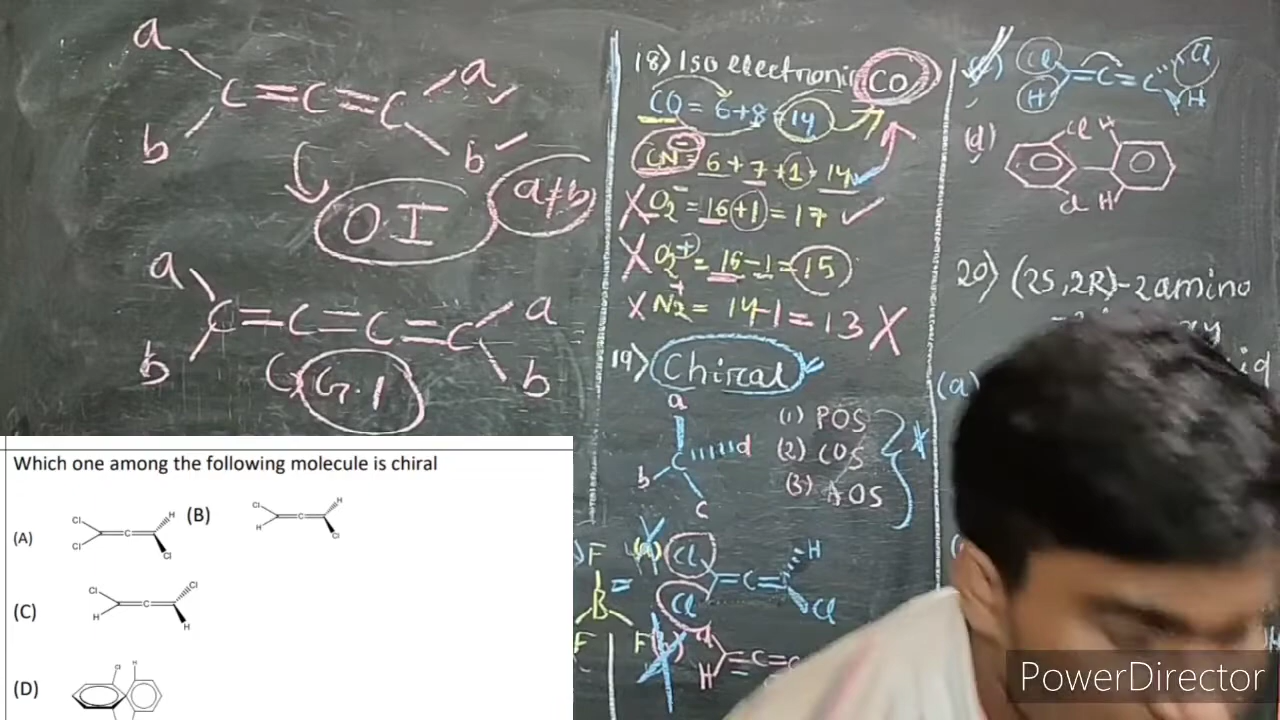 a
a
C=C=C
b
b
O.I
a≠b
a
a
C=C=C=C
b
b
G.I
18) Iso electronic CO
CO = 6+8 = 14
CN⁻ = 6+7+1 = 14
O₂⁻ = 16+1 = 17
O₂⁺ = 16-1 = 15
N₂⁺ = 14-1 = 13
19) Chiral
a
C
d
b
c
(1) POS
(2) COS
(3) AOS
(a) Cl
=C=
H
Cl
Cl
(b) Cl
H
=C=C
F
B
F
F
Cl
H
=C=C
Cl
H
(d)
Cl H
Cl H
20) (2S,2R)-2amino
(a)
Which one among the following molecule is chiral
(A)
Cl
Cl
C
H
Cl
(B)
Cl
H
C
H
Cl
(C)
Cl
H
C
Cl
H
(D)
Cl
H
PowerDirector